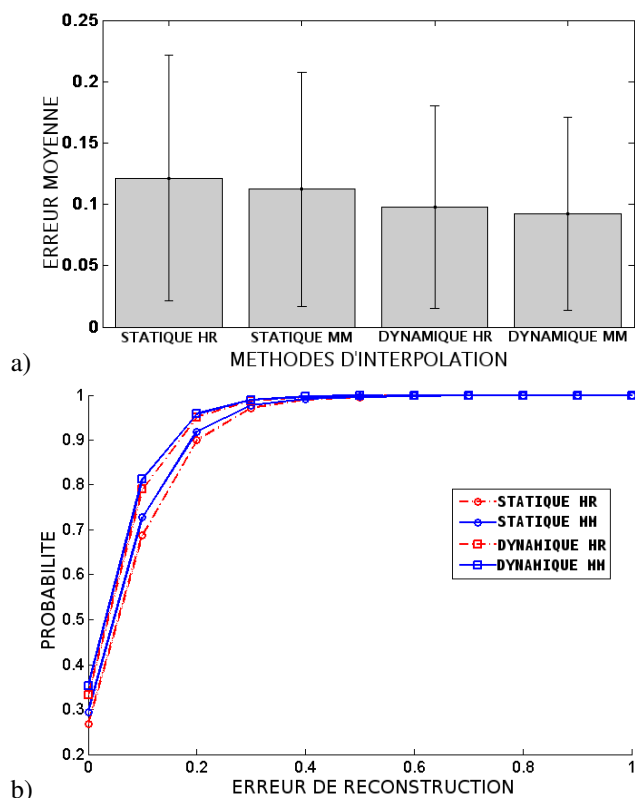 0.25
0.2
0.15
0.1
0.05
0
ERREUR MOYENNE
STATIQUE HR STATIQUE MM DYNAMIQUE HR DYNAMIQUE MM
METHODES D'INTERPOLATION
a)
1
0.9
0.8
0.7
0.6
0.5
0.4
0.3
0.2
PROBABILITE
STATIQUE HR
STATIQUE MM
DYNAMIQUE HR
DYNAMIQUE MM
0 0.2 0.4 0.6 0.8 1
ERREUR DE RECONSTRUCTION
b)